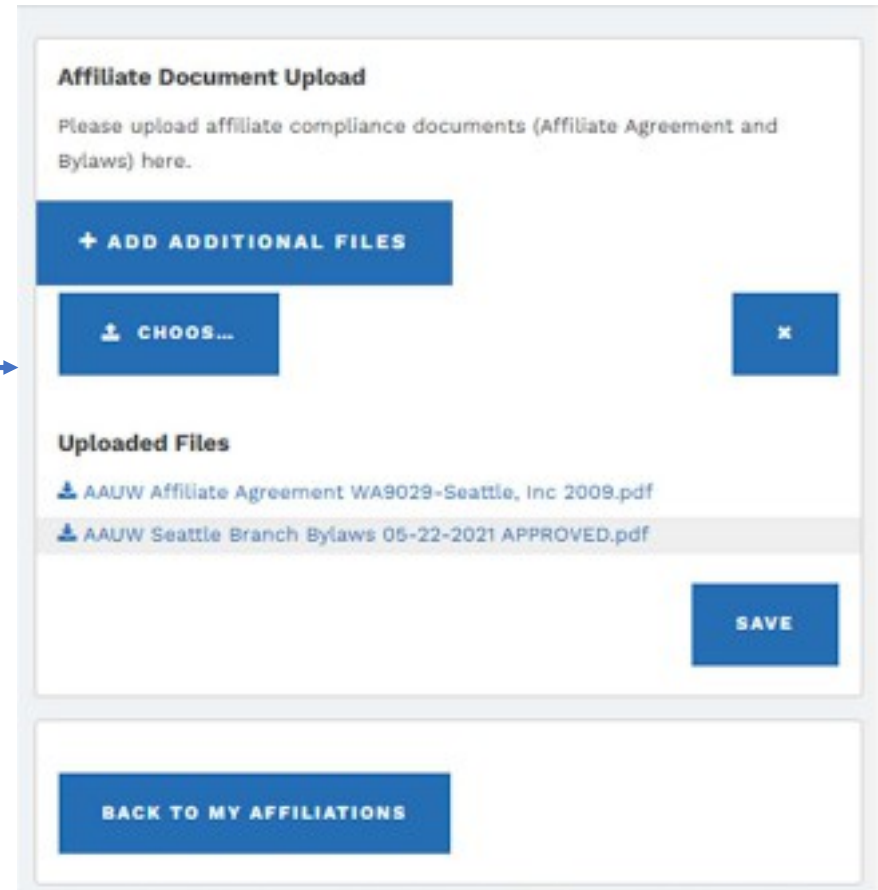 Affiliate Document Upload
Please upload affiliate compliance documents (Affiliate Agreement and
Bylaws) here.
+ ADD ADDITIONAL FILES
CHOOS...
×
Uploaded Files
AAUW Affiliate Agreement WA9029-Seattle, Inc 2009.pdf
AAUW Seattle Branch Bylaws 05-22-2021 APPROVED.pdf
SAVE
BACK TO MY AFFILIATIONS